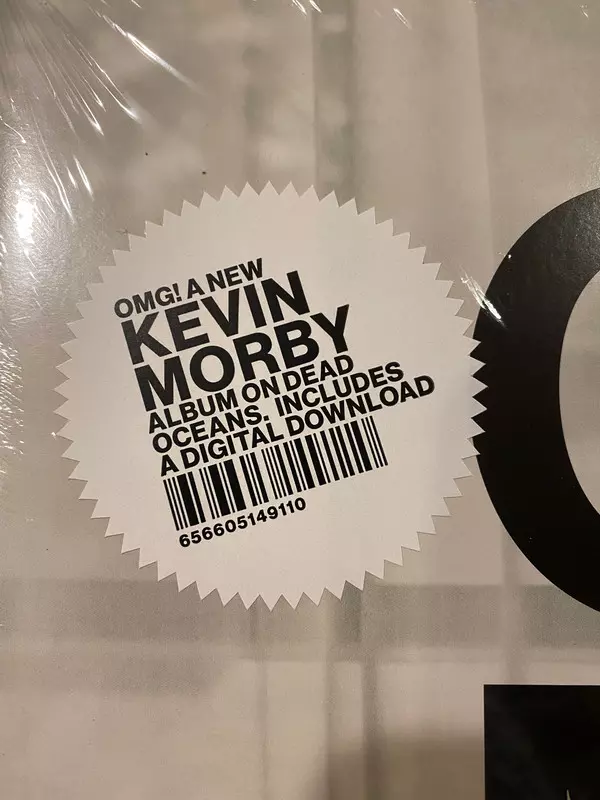 OMG! A NEW
KEVIN
MORBY
ALBUM ON DEAD
OCEANS. INCLUDES
A DIGITAL DOWNLOAD
656605149110